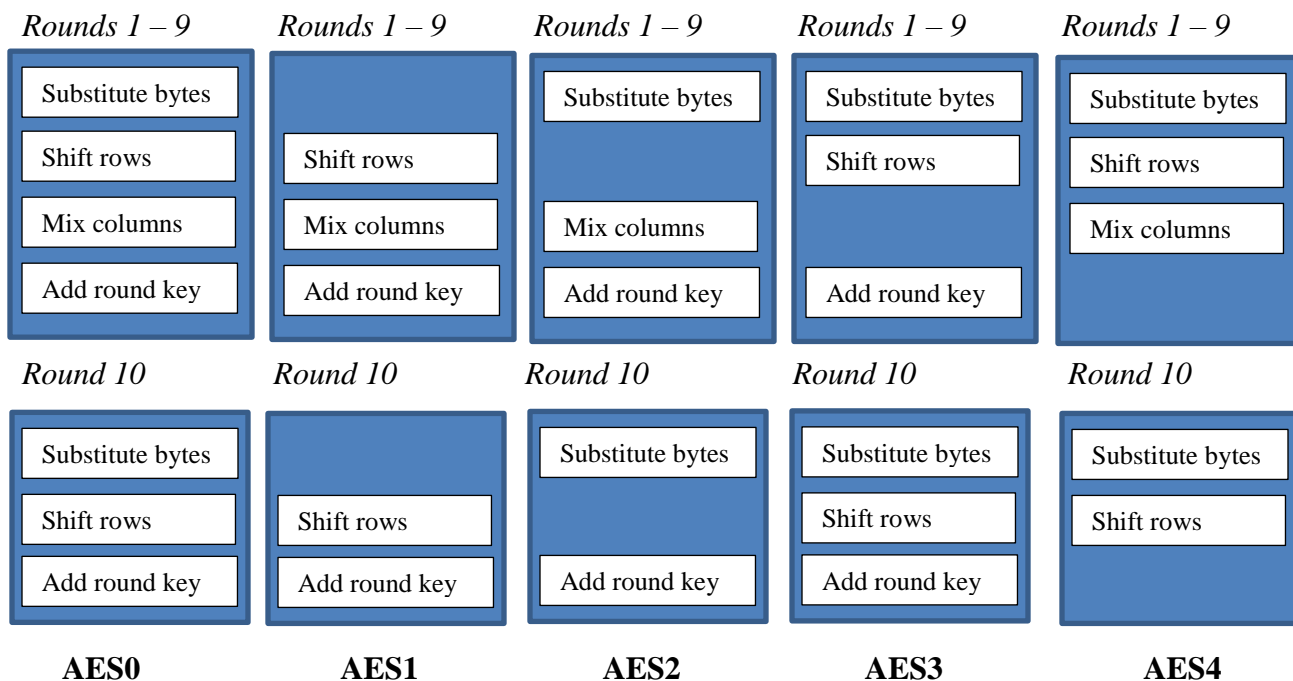 Rounds 1 – 9 Rounds 1 – 9 Rounds 1 – 9 Rounds 1 – 9 Rounds 1 – 9
Substitute bytes Substitute bytes Substitute bytes Substitute bytes
Shift rows Shift rows Shift rows Shift rows
Mix columns Mix columns Mix columns Mix columns
Add round key Add round key Add round key Add round key
Round 10 Round 10 Round 10 Round 10 Round 10
Substitute bytes Substitute bytes Substitute bytes Substitute bytes
Shift rows Shift rows Shift rows Shift rows
Add round key Add round key Add round key Add round key
AES0 AES1 AES2 AES3 AES4